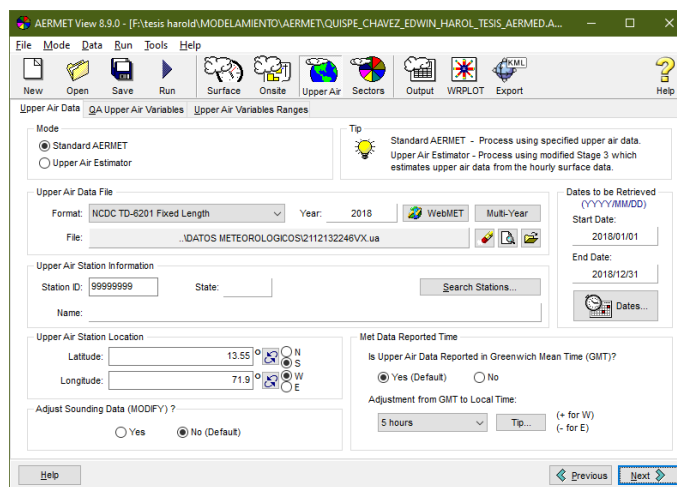 AERMET View 8.9.0 - [F:\tesis harold\MODELAMIENTO\AERMET\QUISPE_CHAVEZ_EDWIN_HAROL_TESIS_AERMED.A...
File Mode Data Run Tools Help
New Open Save Run Surface Onsite Upper Air Sectors Output WRPLOT Export Help
KML
Upper Air Data QA Upper Air Variables Upper Air Variables Ranges
Mode
Standard AERMET
Upper Air Estimator
Tip
Standard AERMET - Process using specified upper air data.
Upper Air Estimator - Process using modified Stage 3 which
estimates upper air data from the hourly surface data.
Upper Air Data File
Format: NCDC TD-6201 Fixed Length Year: 2018 WebMET Multi-Year
File: ..\DATOS METEOROLOGICOS\2112132246VX.ua
Dates to be Retrieved
(YYYY/MM/DD)
Start Date:
2018/01/01
End Date:
2018/12/31
Dates...
Upper Air Station Information
Station ID: 99999999 State: Search Stations...
Name:
Upper Air Station Location
Latitude: 13.55 ° N S
Longitude: 71.9 ° W E
Met Data Reported Time
Is Upper Air Data Reported in Greenwich Mean Time (GMT)?
Yes (Default) No
Adjustment from GMT to Local Time:
5 hours Tip... (+ for W)
(- for E)
Adjust Sounding Data (MODIFY) ?
Yes No (Default)
Help Previous Next